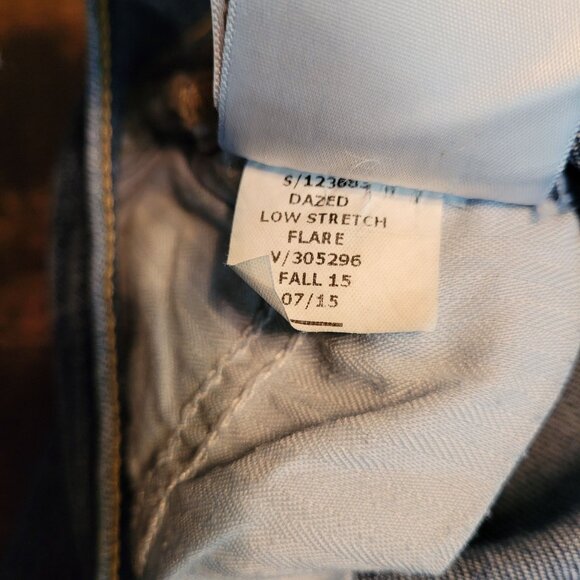 DAZED
LOW STRETCH
FLARE
V/305296
FALL 15
07/15